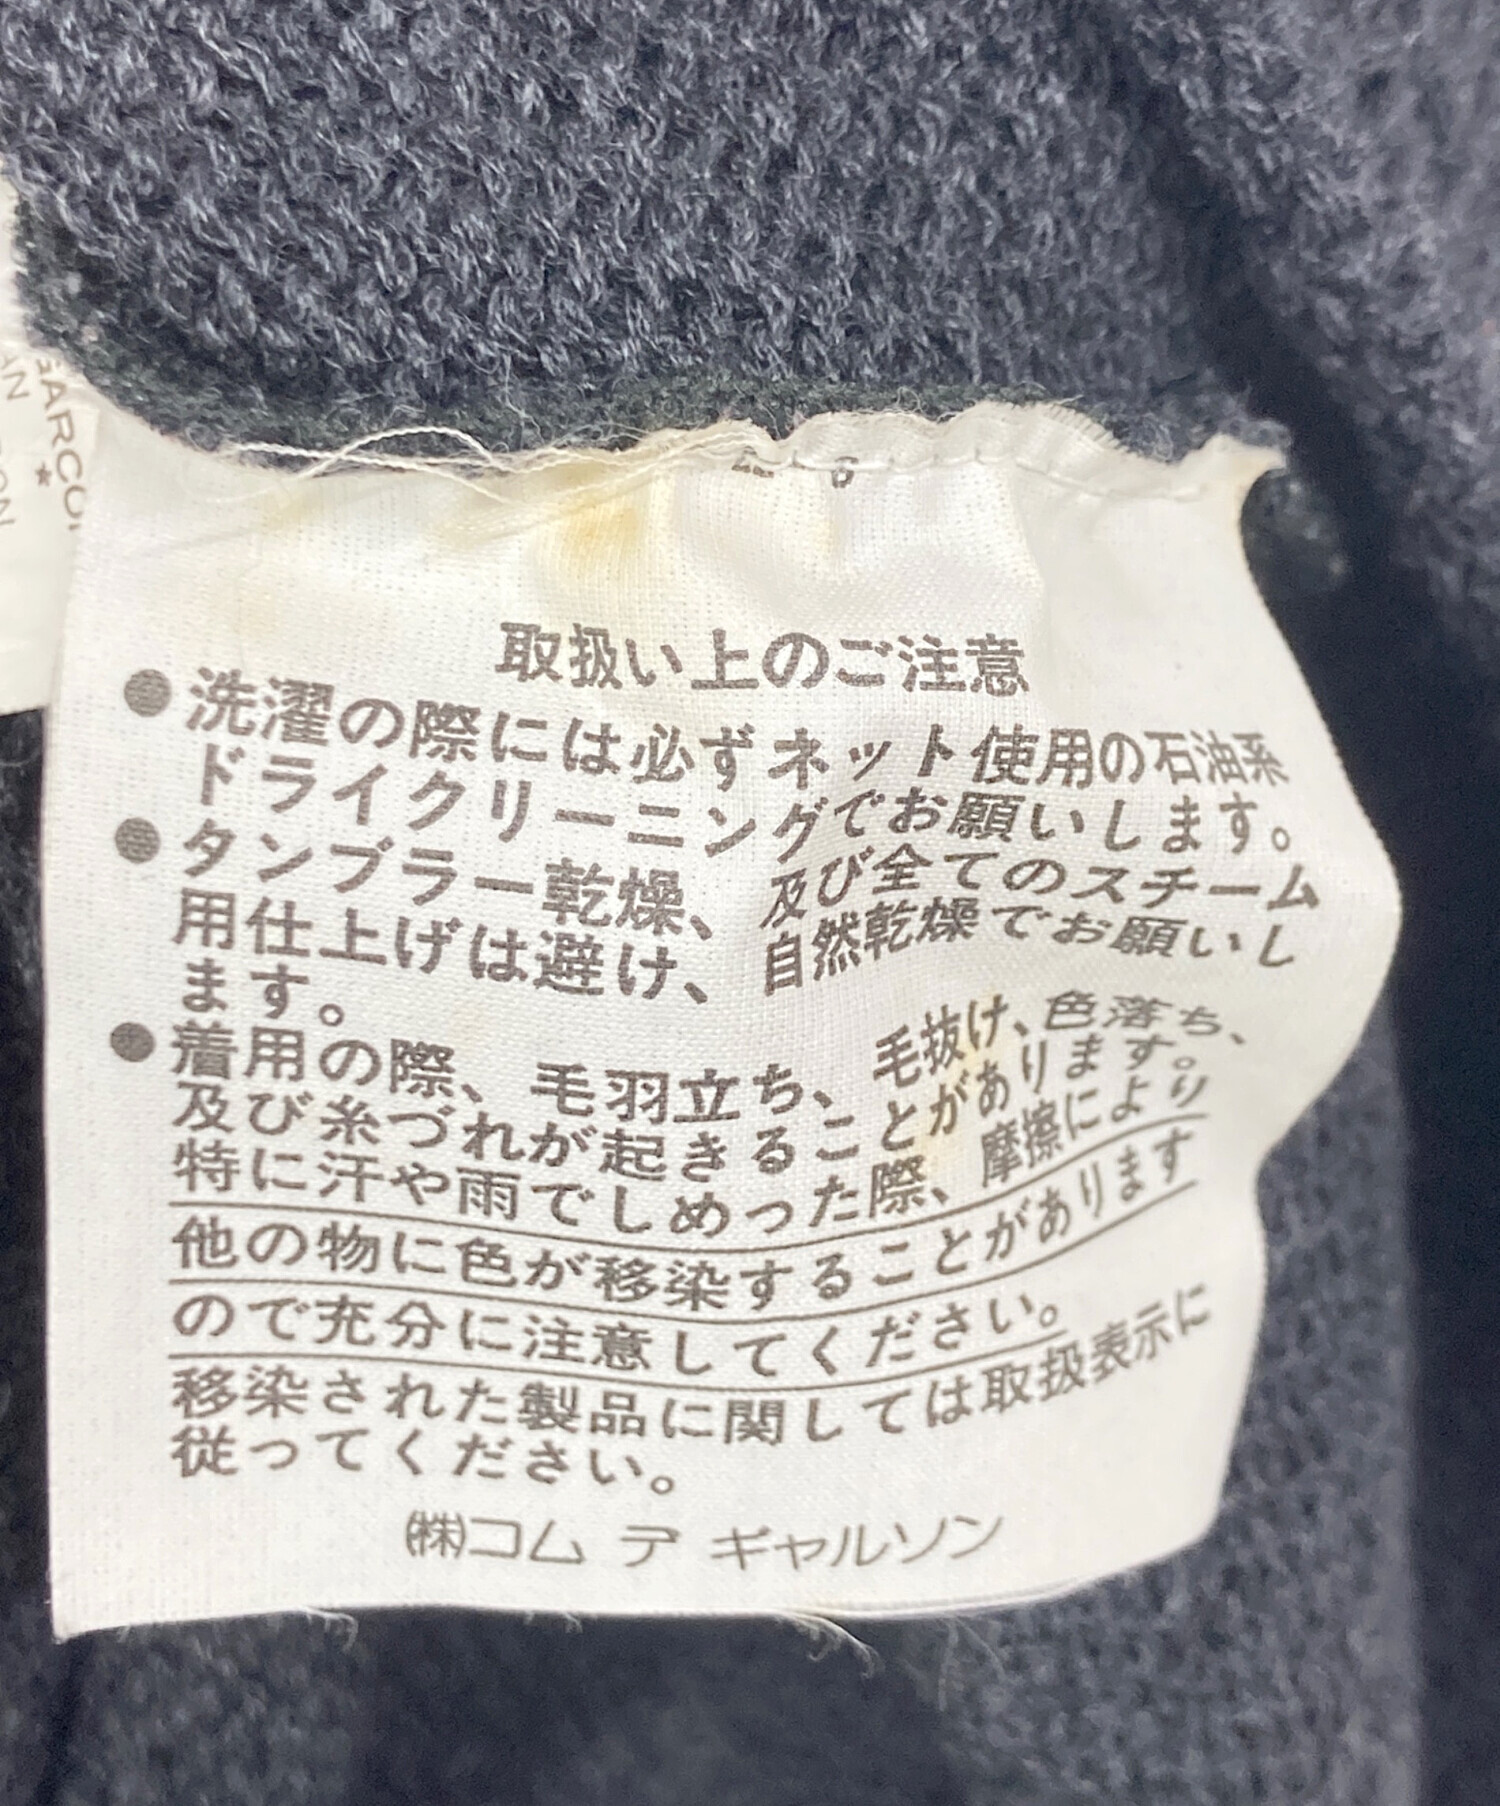 GARÇO
AN
*
ON
取扱い上のご注意
●洗濯の際には必ずネット使用の石油系
ドライクリーニングでお願いします。
●タンブラー乾燥、及び全てのスチーム
用仕上げは避け、自然乾燥でお願いし
ます。
●着用の際、毛羽立ち、毛抜け、色落ち、
及び糸づれが起きることがあります。
特に汗や雨でしめった際、摩擦により
他の物に色が移染することがあります
ので充分に注意してください。
移染された製品に関しては取扱表示に
従ってください。
㈱コム デ ギャルソン